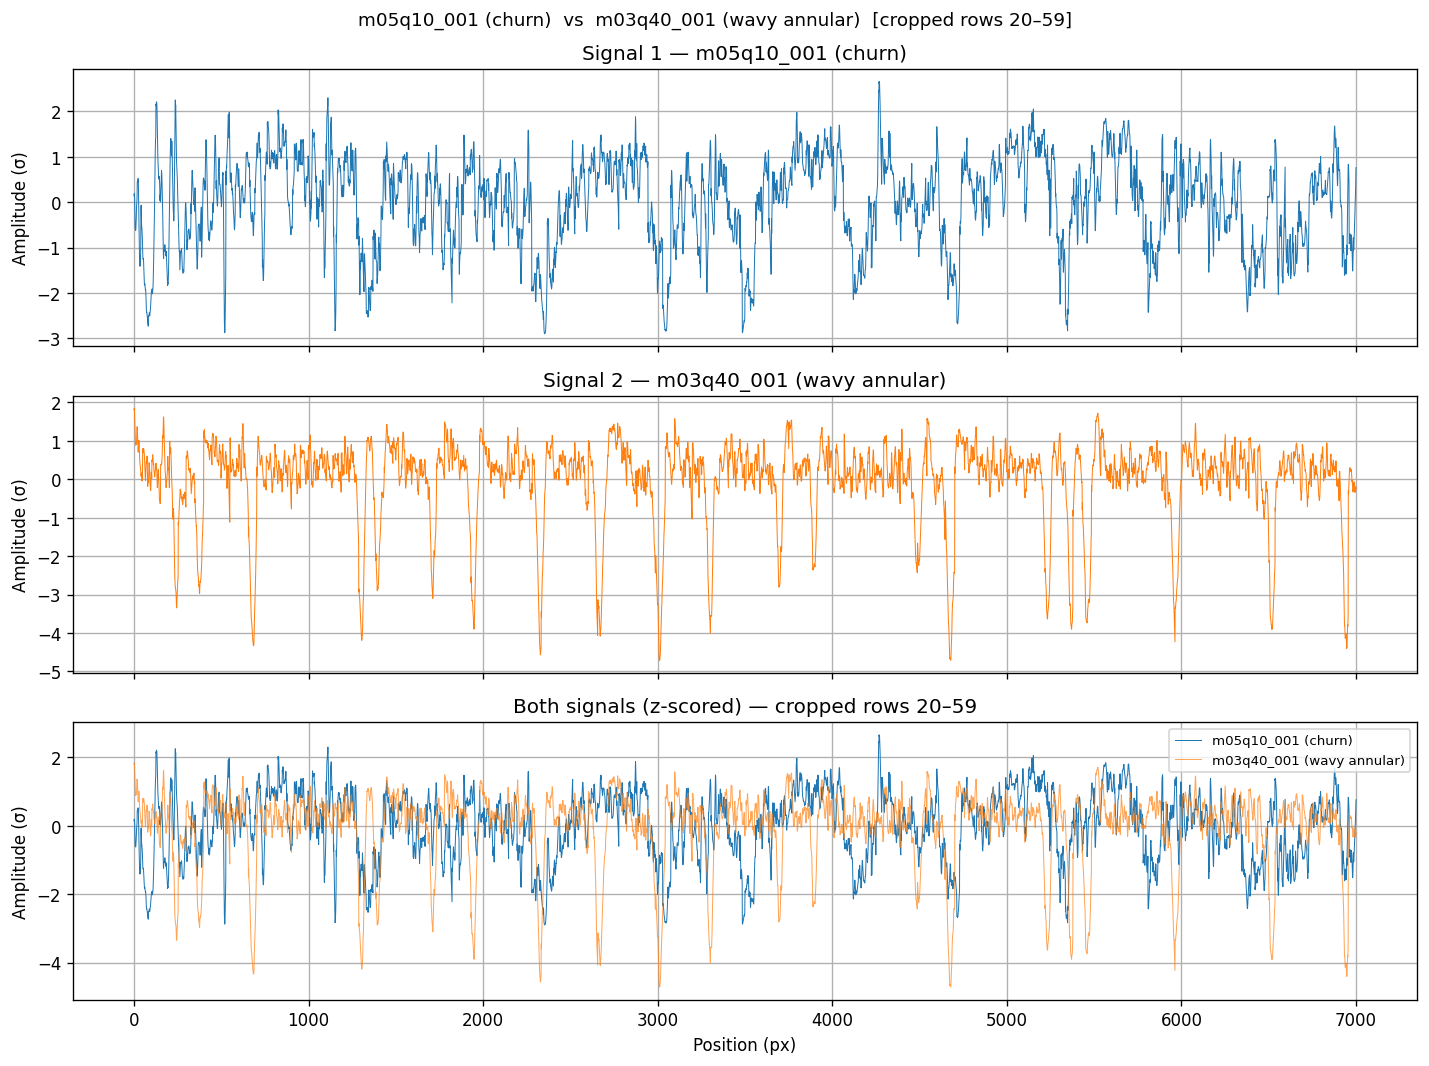 m05q10_001 (churn)  vs  m03q40_001 (wavy annular)  [cropped rows 20–59]
Signal 1 — m05q10_001 (churn)
Amplitude (σ)
2
1
0
−1
−2
−3
Signal 2 — m03q40_001 (wavy annular)
Amplitude (σ)
2
1
0
−1
−2
−3
−4
−5
Both signals (z-scored) — cropped rows 20–59
Amplitude (σ)
2
0
−2
−4
m05q10_001 (churn)
m03q40_001 (wavy annular)
0 1000 2000 3000 4000 5000 6000 7000
Position (px)